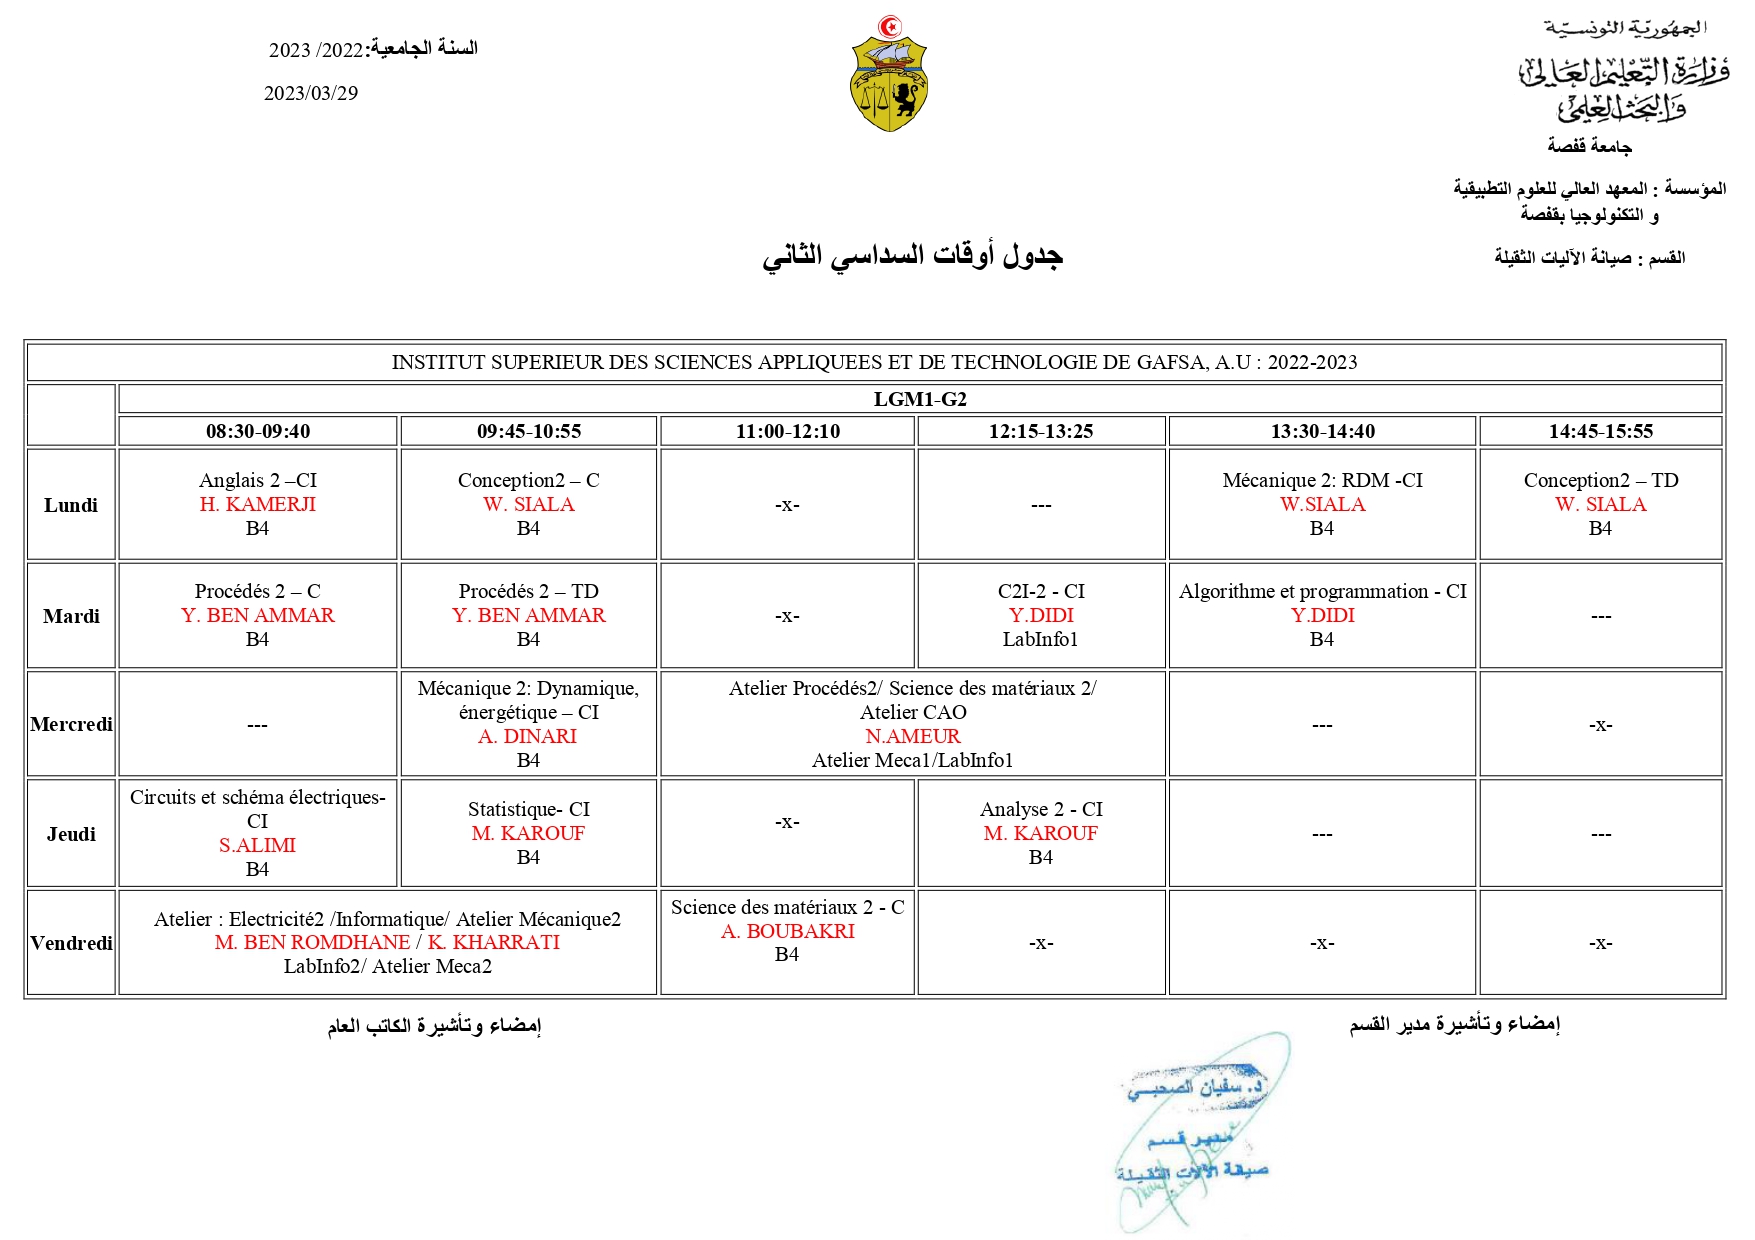 الجمهورية التونسية
وزارة التعليم العالي
والبحث العلمي
جامعة قفصة
المؤسسة : المعهد العالي للعلوم التطبيقية
و التكنولوجيا بقفصة
القسم : صيانة الآليات الثقيلة
السنة الجامعية:2022/ 2023
2023/03/29
جدول أوقات السداسي الثاني
INSTITUT SUPERIEUR DES SCIENCES APPLIQUEES ET DE TECHNOLOGIE DE GAFSA, A.U : 2022-2023
LGM1-G2
08:30-09:40 09:45-10:55 11:00-12:10 12:15-13:25 13:30-14:40 14:45-15:55
Lundi
Anglais 2 –CI
H. KAMERJI
B4
Conception2 – C
W. SIALA
B4
-x-
---
Mécanique 2: RDM -CI
W.SIALA
B4
Conception2 – TD
W. SIALA
B4
Mardi
Procédés 2 – C
Y. BEN AMMAR
B4
Procédés 2 – TD
Y. BEN AMMAR
B4
-x-
C2I-2 - CI
Y.DIDI
LabInfo1
Algorithme et programmation - CI
Y.DIDI
B4
---
Mercredi
---
Mécanique 2: Dynamique,
énergétique – CI
A. DINARI
B4
Atelier Procédés2/ Science des matériaux 2/
Atelier CAO
N.AMEUR
Atelier Meca1/LabInfo1
---
-x-
Jeudi
Circuits et schéma électriques-
CI
S.ALIMI
B4
Statistique- CI
M. KAROUF
B4
-x-
Analyse 2 - CI
M. KAROUF
B4
---
---
Vendredi
Atelier : Electricité2 /Informatique/ Atelier Mécanique2
M. BEN ROMDHANE / K. KHARRATI
LabInfo2/ Atelier Meca2
Science des matériaux 2 - C
A. BOUBAKRI
B4
-x-
-x-
-x-
إمضاء وتأشيرة مدير القسم
إمضاء وتأشيرة الكاتب العام
د. سفيان الصحبي
مدير قسم
صيانة الآلات الثقيلة